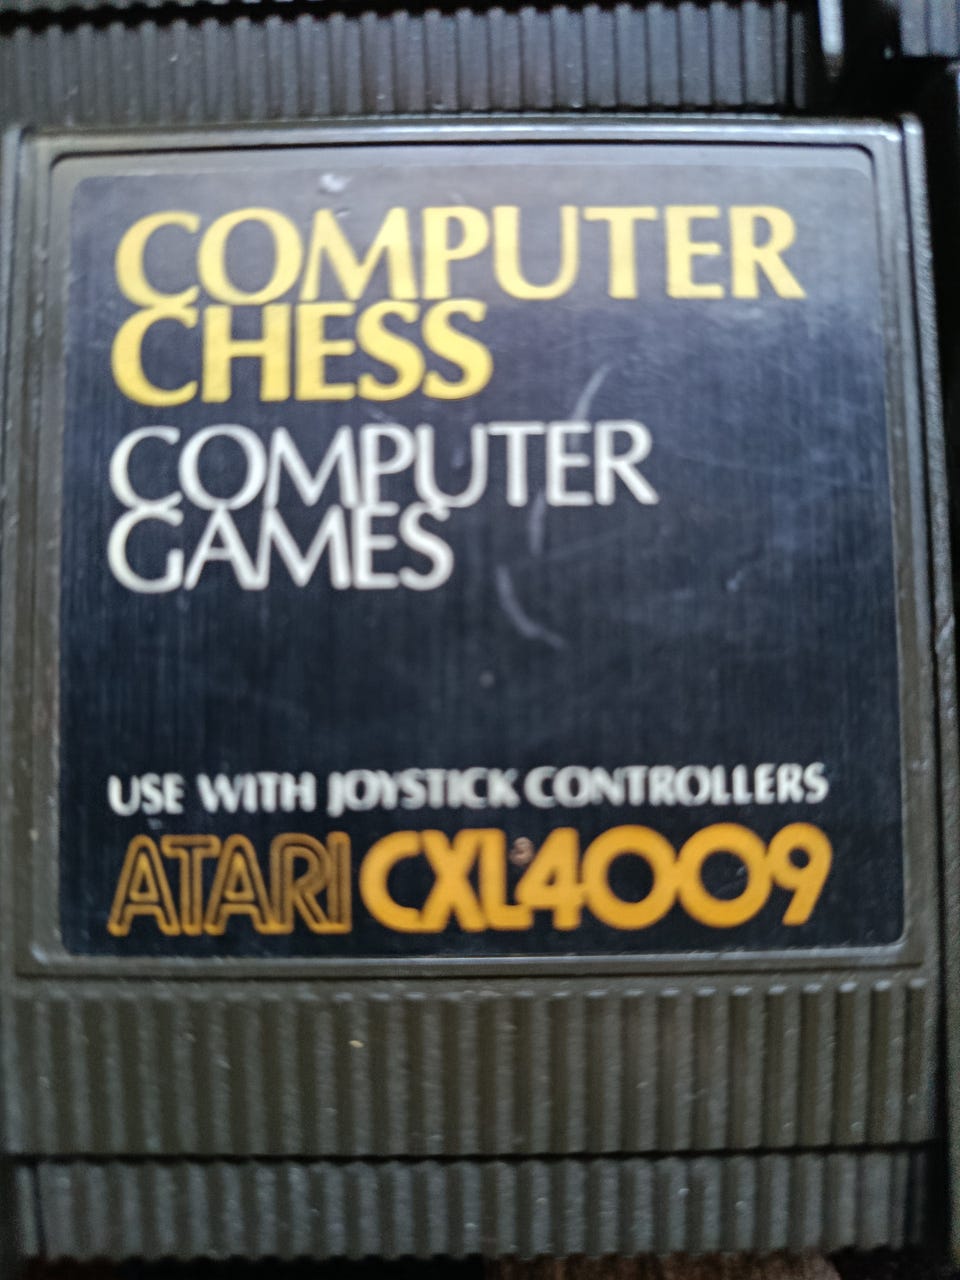 COMPUTER
CHESS
COMPUTER
GAMES
USE WITH JOYSTICK CONTROLLERS
ATARI CXL4009